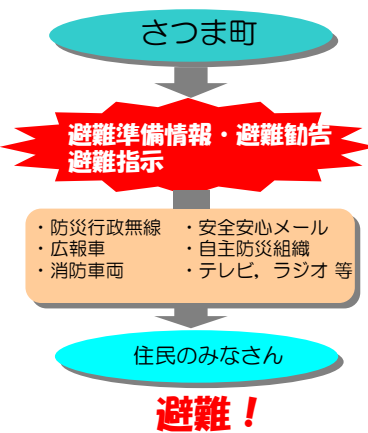 さつま町
避難準備情報・避難勧告
避難指示
・防災行政無線 ・安全安心メール
・広報車 ・自主防災組織
・消防車両 ・テレビ，ラジオ 等
住民のみなさん
避難！